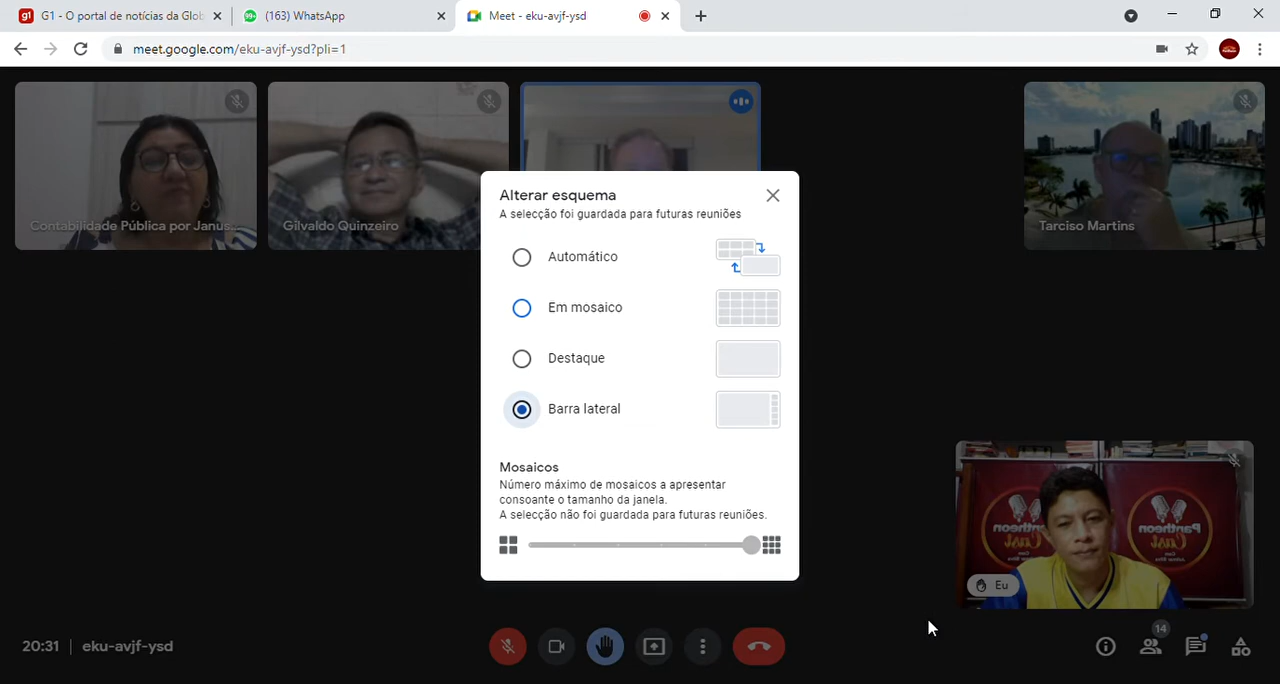 G1 - O portal de notícias da Glob
(163) WhatsApp
Meet - eku-avjf-ysd
meet.google.com/eku-avjf-ysd?pli=1
Contabilidade Pública por Janus...
Gilvaldo Quinzeiro
Tarciso Martins
Alterar esquema
A selecção foi guardada para futuras reuniões
Automático
Em mosaico
Destaque
Barra lateral
Mosaicos
Número máximo de mosaicos a apresentar
consoante o tamanho da janela.
A selecção não foi guardada para futuras reuniões.
Pantheon
Cast
Eu
20:31 | eku-avjf-ysd
14